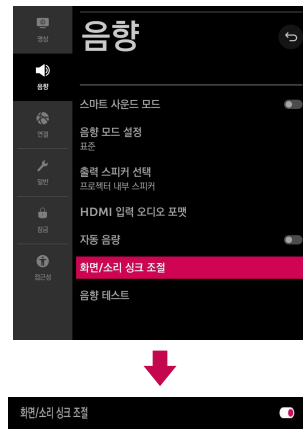 영상
음향
연결
일반
잠금
접근성
음향
스마트 사운드 모드
음향 모드 설정
표준
출력 스피커 선택
프로젝터 내부 스피커
HDMI 입력 오디오 포맷
자동 음량
화면/소리 싱크 조절
음향 테스트
화면/소리 싱크 조절